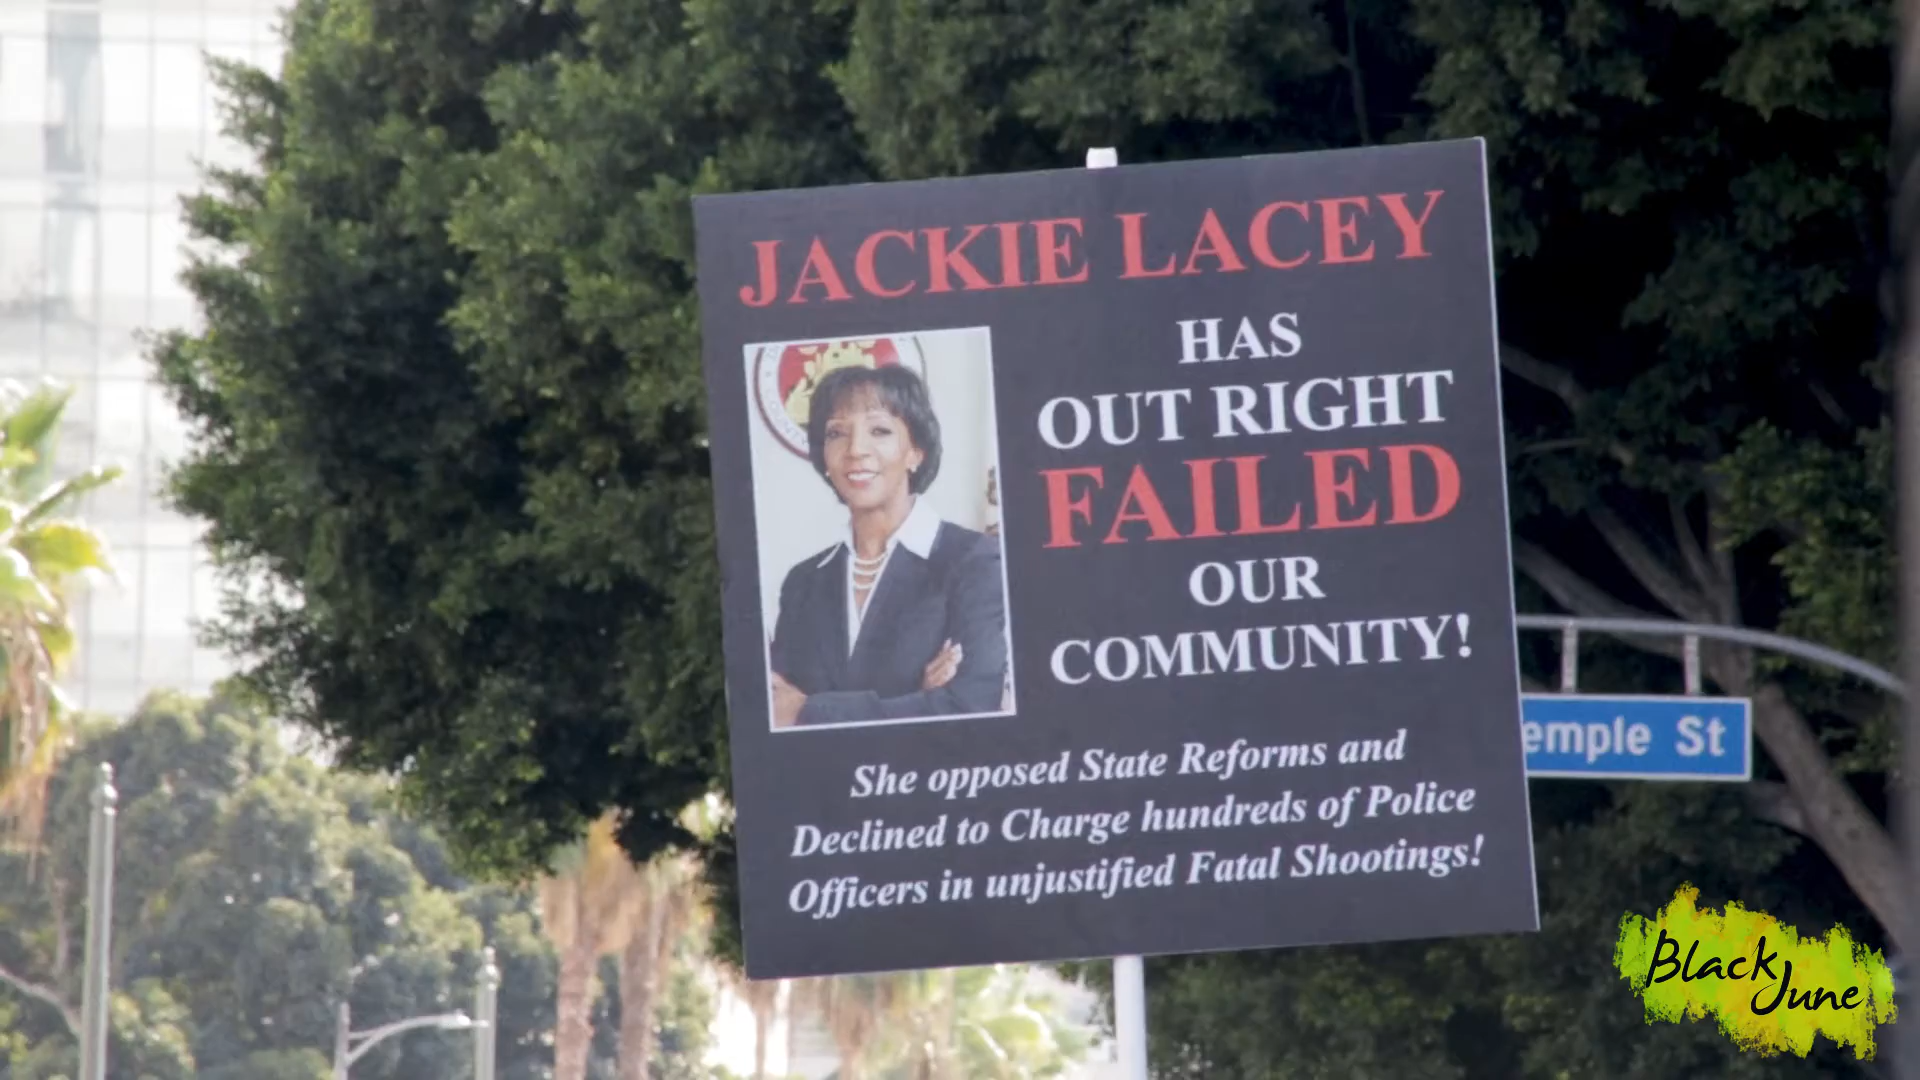 JACKIE LACEY
HAS
OUT RIGHT
FAILED
OUR
COMMUNITY!
She opposed State Reforms and
Declined to Charge hundreds of Police
Officers in unjustified Fatal Shootings!
emple St
Black
June